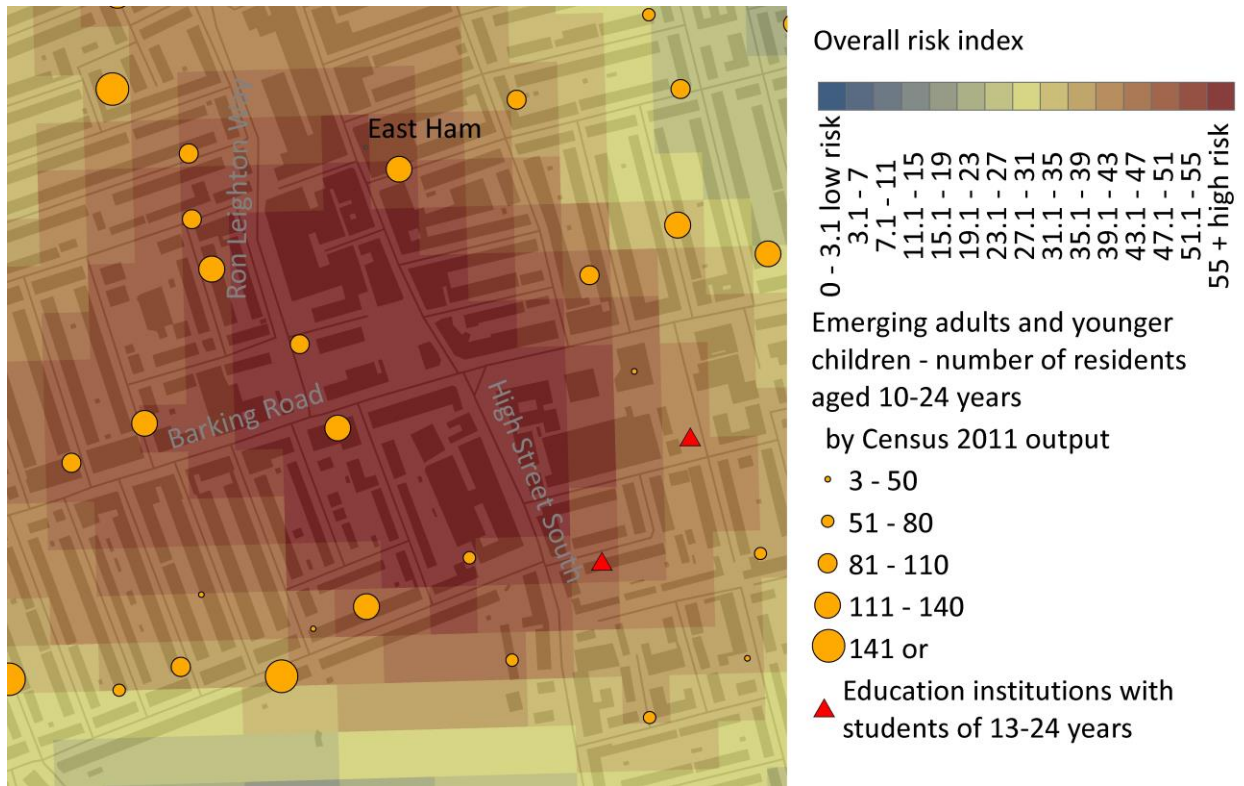 East Ham
Ron Leighton Way
Barking Road
High Street South
Overall risk index
0 - 3.1 low risk
3.1 - 7
7.1 - 11
11.1 - 15
15.1 - 19
19.1 - 23
23.1 - 27
27.1 - 31
31.1 - 35
35.1 - 39
39.1 - 43
43.1 - 47
47.1 - 51
51.1 - 55
55 + high risk
Emerging adults and younger
children - number of residents
aged 10-24 years
by Census 2011 output
3 - 50
51 - 80
81 - 110
111 - 140
141 or
Education institutions with
students of 13-24 years